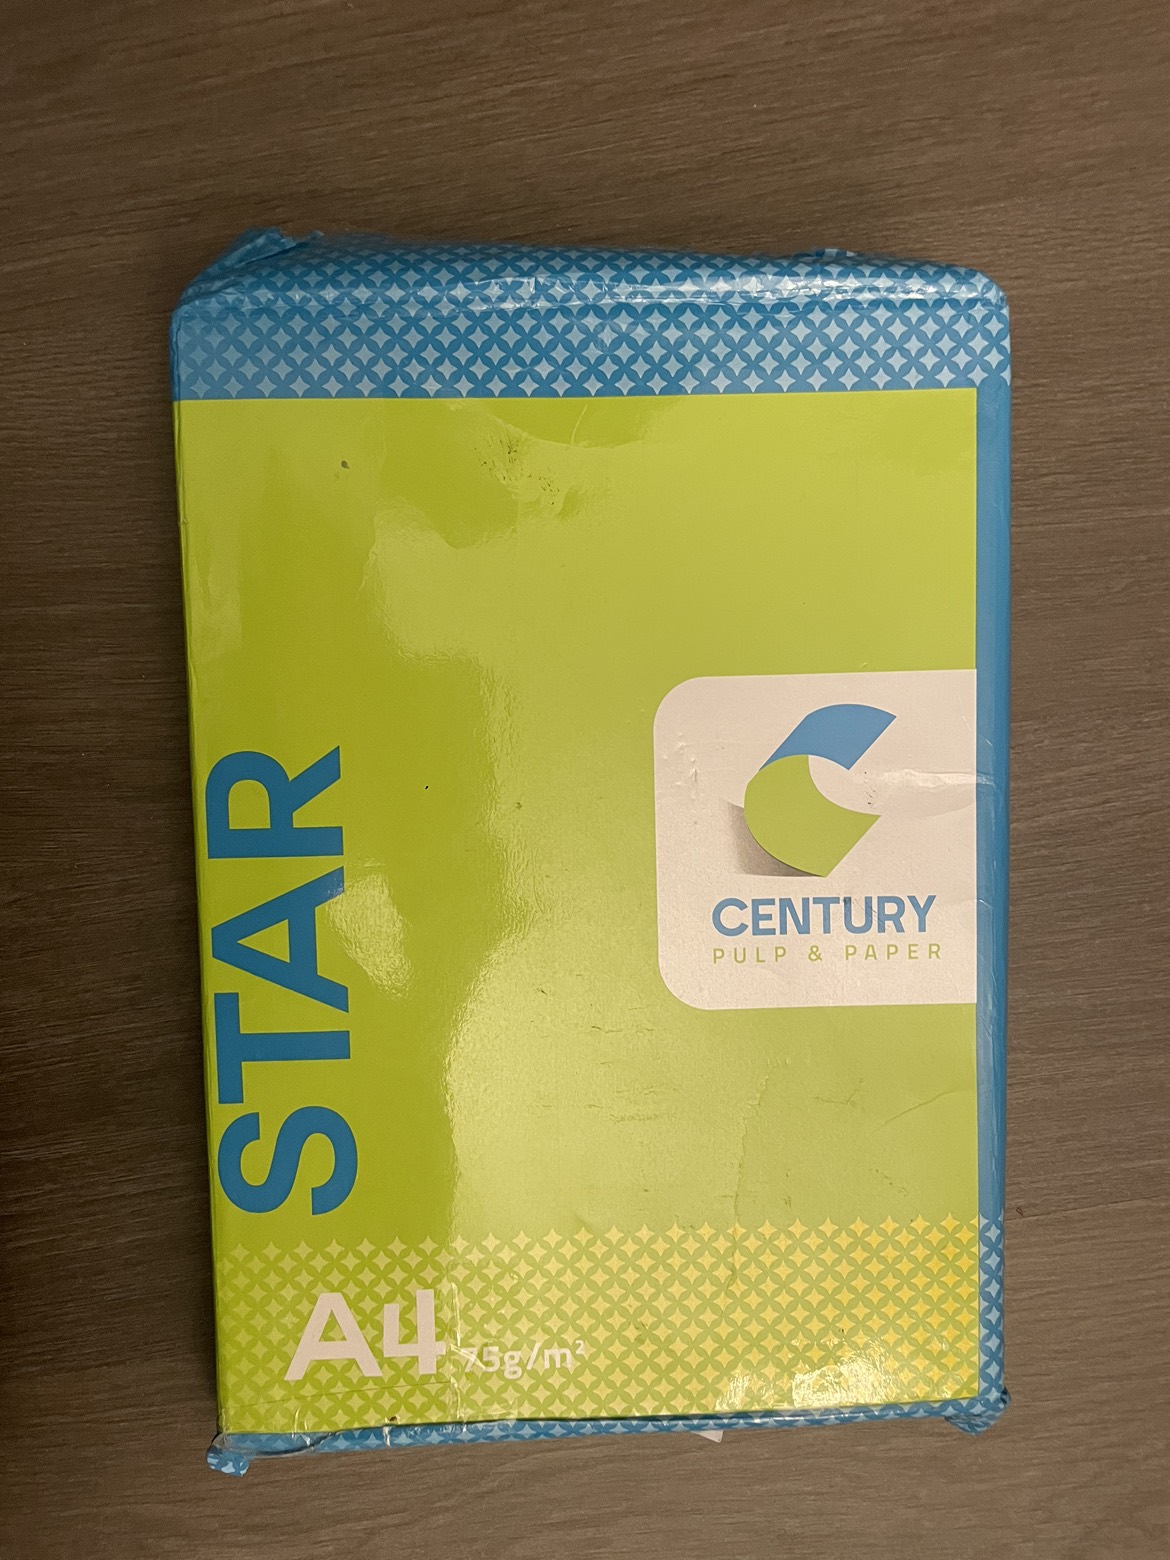 STAR
CENTURY
PULP & PAPER
A4 75g/m²